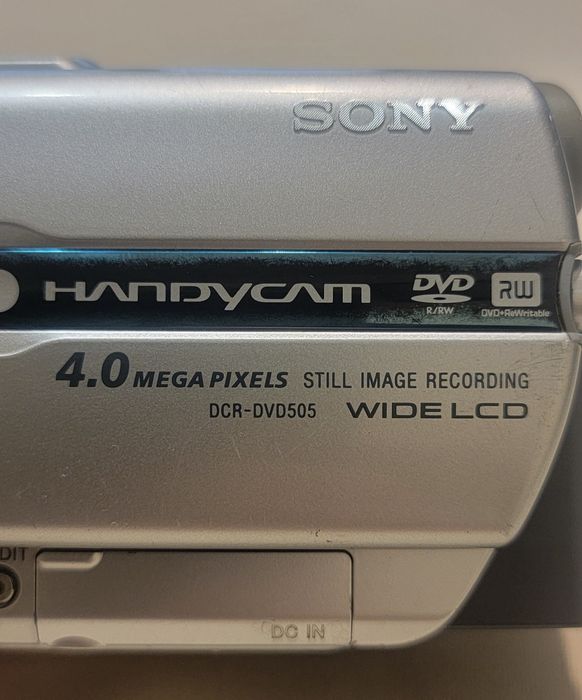 SONY
HANDYCAM
DVD R/RW
RW DVD+ReWritable
4.0 MEGA PIXELS STILL IMAGE RECORDING
DCR-DVD505 WIDE LCD
DIT
DC IN